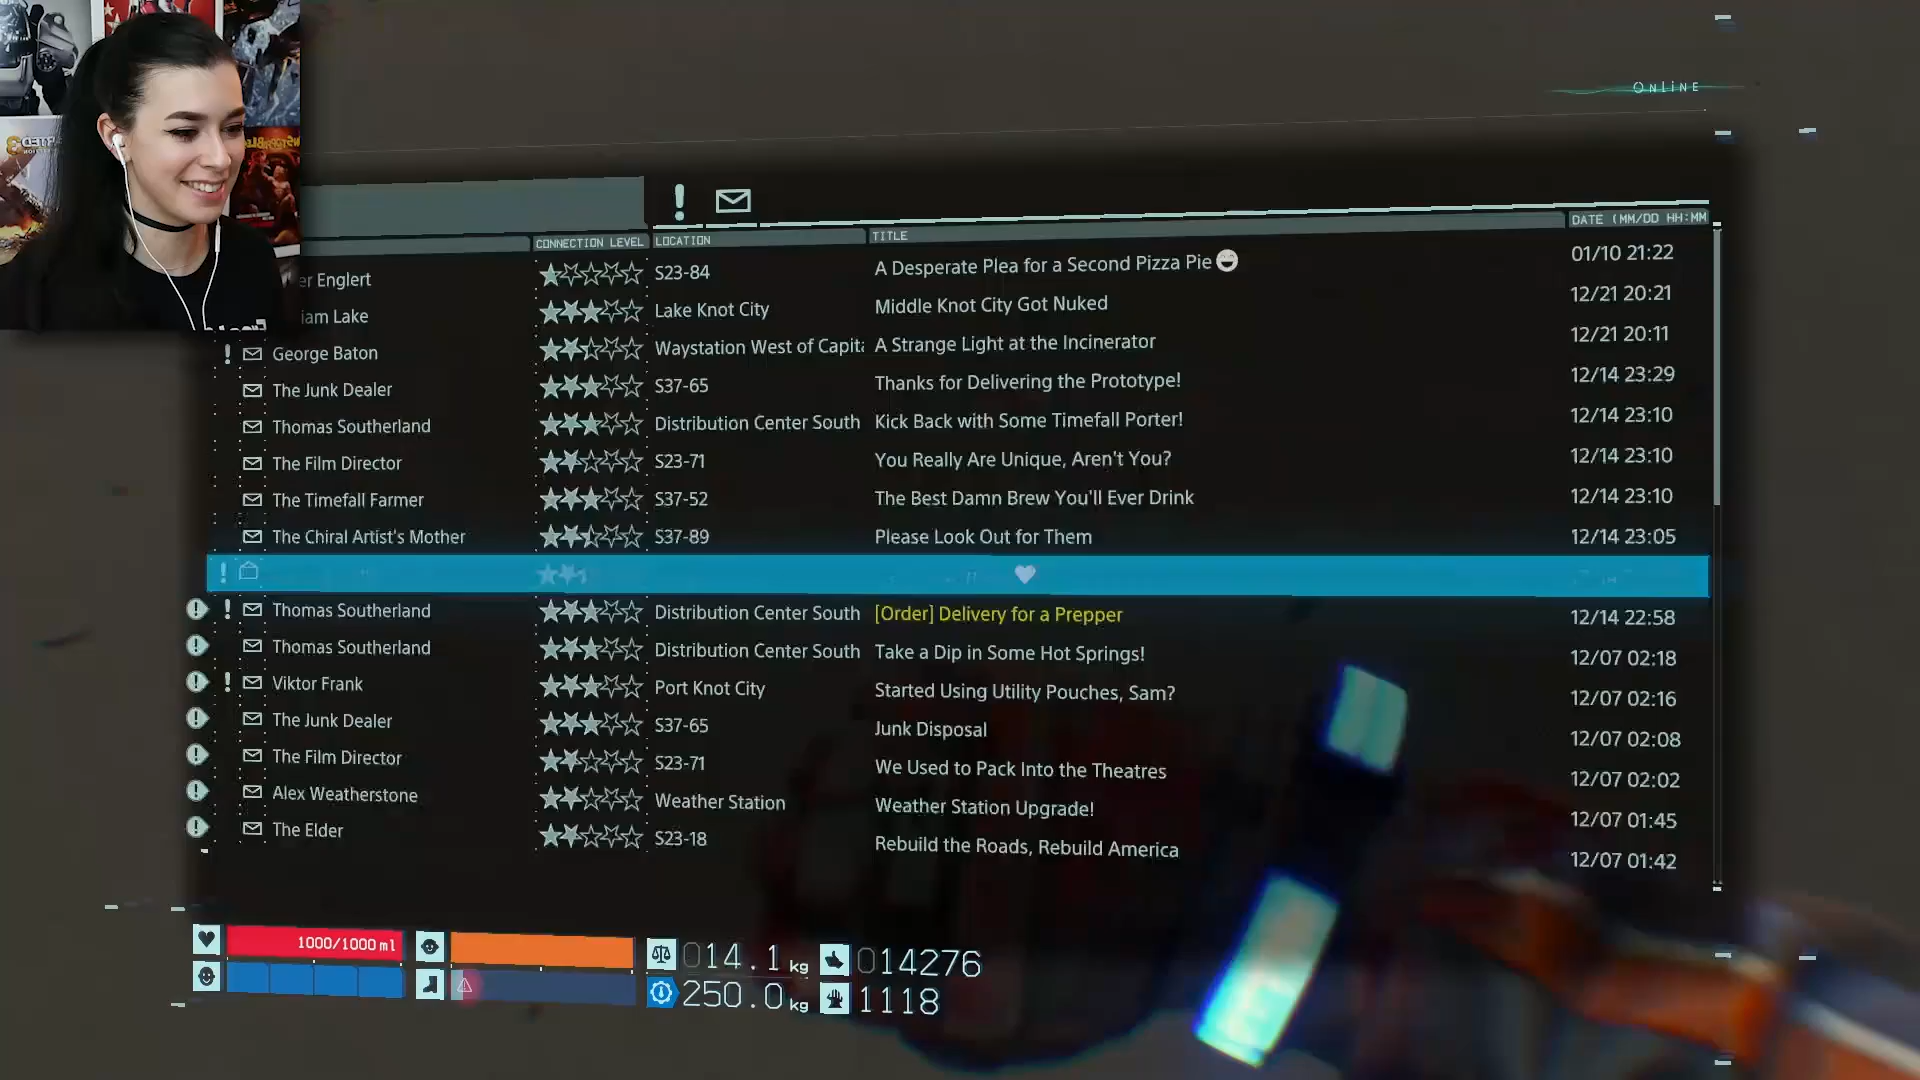 ONLINE
CONNECTION LEVEL LOCATION TITLE DATE (MM/DD HH:MM
er Englert S23-84 A Desperate Plea for a Second Pizza Pie 01/10 21:22
iam Lake Lake Knot City Middle Knot City Got Nuked 12/21 20:21
George Baton Waystation West of Capit A Strange Light at the Incinerator 12/21 20:11
The Junk Dealer S37-65 Thanks for Delivering the Prototype! 12/14 23:29
Thomas Southerland Distribution Center South Kick Back with Some Timefall Porter! 12/14 23:10
The Film Director S23-71 You Really Are Unique, Aren't You? 12/14 23:10
The Timefall Farmer S37-52 The Best Damn Brew You'll Ever Drink 12/14 23:10
The Chiral Artist's Mother S37-89 Please Look Out for Them 12/14 23:05
Thomas Southerland Distribution Center South [Order] Delivery for a Prepper 12/14 22:58
Thomas Southerland Distribution Center South Take a Dip in Some Hot Springs! 12/07 02:18
Viktor Frank Port Knot City Started Using Utility Pouches, Sam? 12/07 02:16
The Junk Dealer S37-65 Junk Disposal 12/07 02:08
The Film Director S23-71 We Used to Pack Into the Theatres 12/07 02:02
Alex Weatherstone Weather Station Weather Station Upgrade! 12/07 01:45
The Elder S23-18 Rebuild the Roads, Rebuild America 12/07 01:42
1000/1000 ml 014.1 kg 014276
250.0 kg 1118